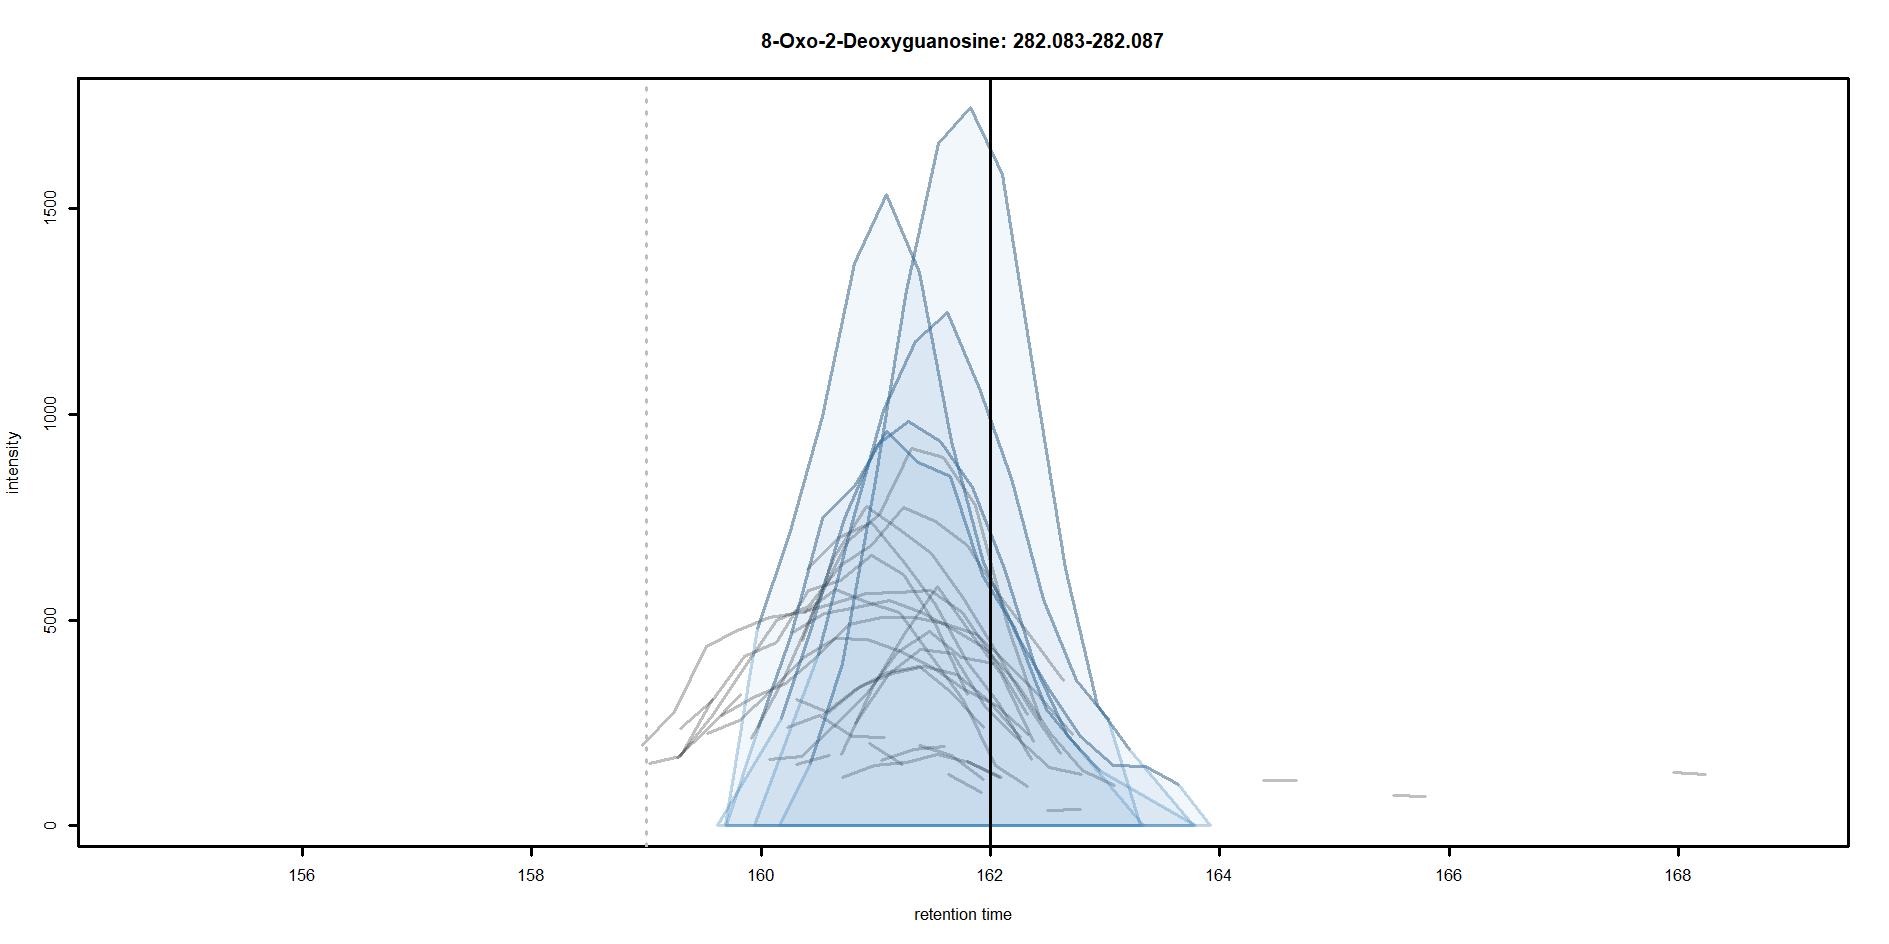 8-Oxo-2-Deoxyguanosine: 282.083-282.087
1500
1000
500
0
intensity
156 158 160 162 164 166 168
retention time